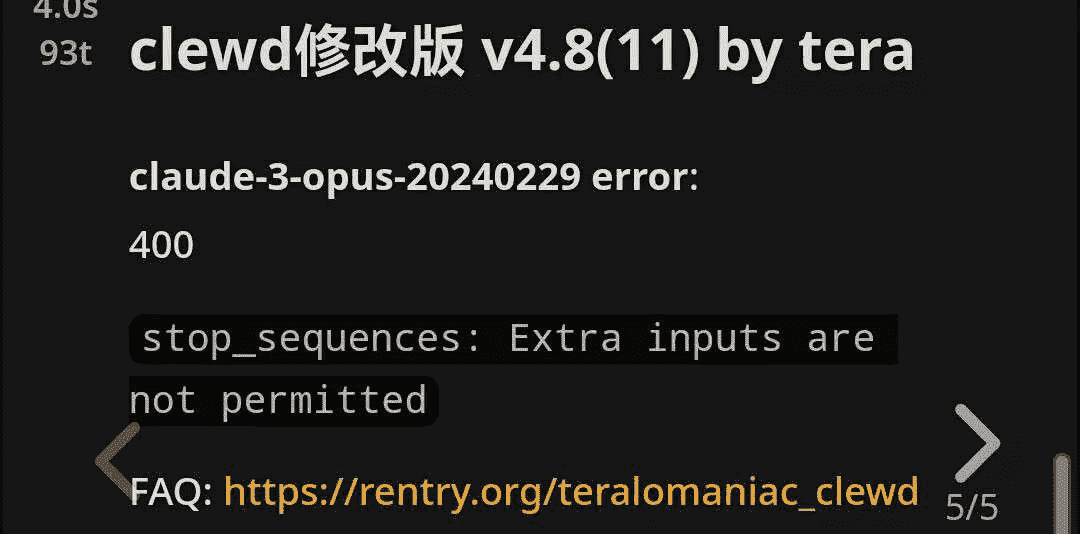 4.0s
93t
clewd修改版 v4.8(11) by tera
claude-3-opus-20240229 error:
400
stop_sequences: Extra inputs are
not permitted
FAQ: https://rentry.org/teralomaniac_clewd
5/5